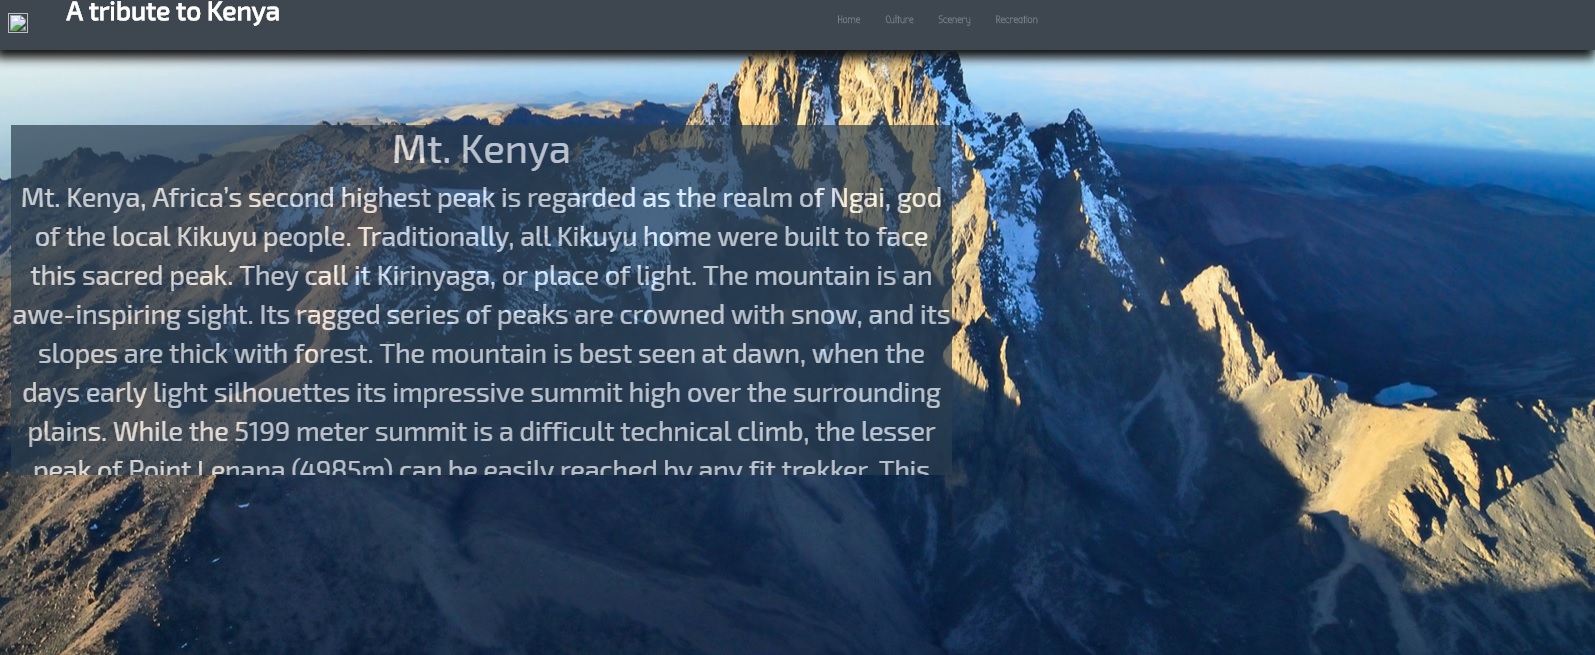 A tribute to Kenya
Home Culture Scenery Recreation
Mt. Kenya
Mt. Kenya, Africa's second highest peak is regarded as the realm of Ngai, god
of the local Kikuyu people. Traditionally, all Kikuyu home were built to face
this sacred peak. They call it Kirinyaga, or place of light. The mountain is an
awe-inspiring sight. Its ragged series of peaks are crowned with snow, and its
slopes are thick with forest. The mountain is best seen at dawn, when the
days early light silhouettes its impressive summit high over the surrounding
plains. While the 5199 meter summit is a difficult technical climb, the lesser
peak of Point Lenana (4985m) can be easily reached by any fit trekker. This